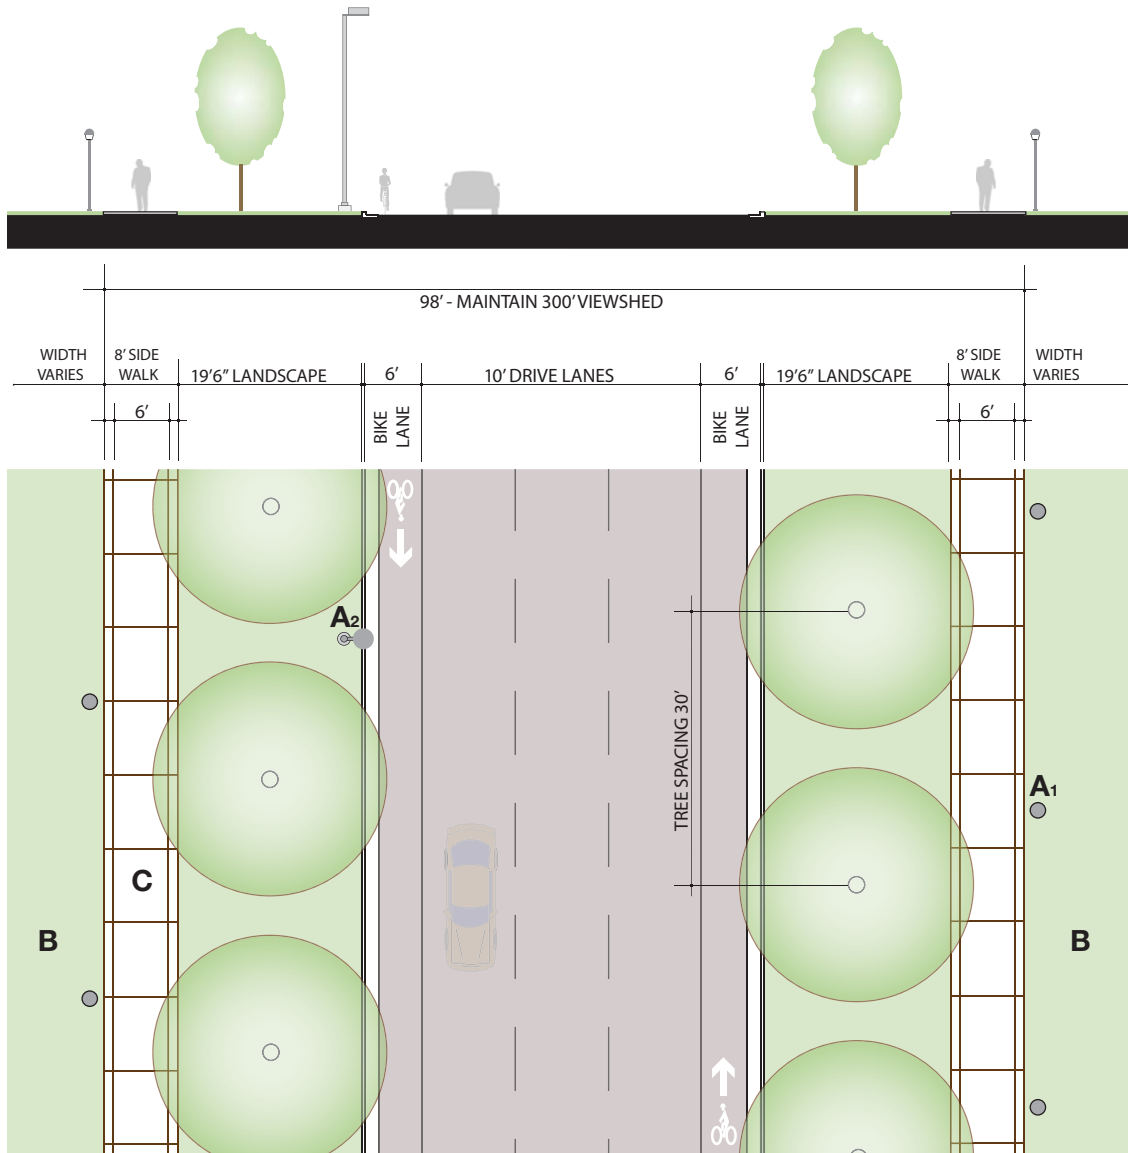 98' - MAINTAIN 300' VIEWSHED
WIDTH
VARIES
8' SIDE
WALK
19'6" LANDSCAPE
6'
10' DRIVE LANES
6'
19'6" LANDSCAPE
8' SIDE
WALK
WIDTH
VARIES
6'
BIKE
LANE
BIKE
LANE
6'
A2
TREE SPACING 30'
A1
C
B
B